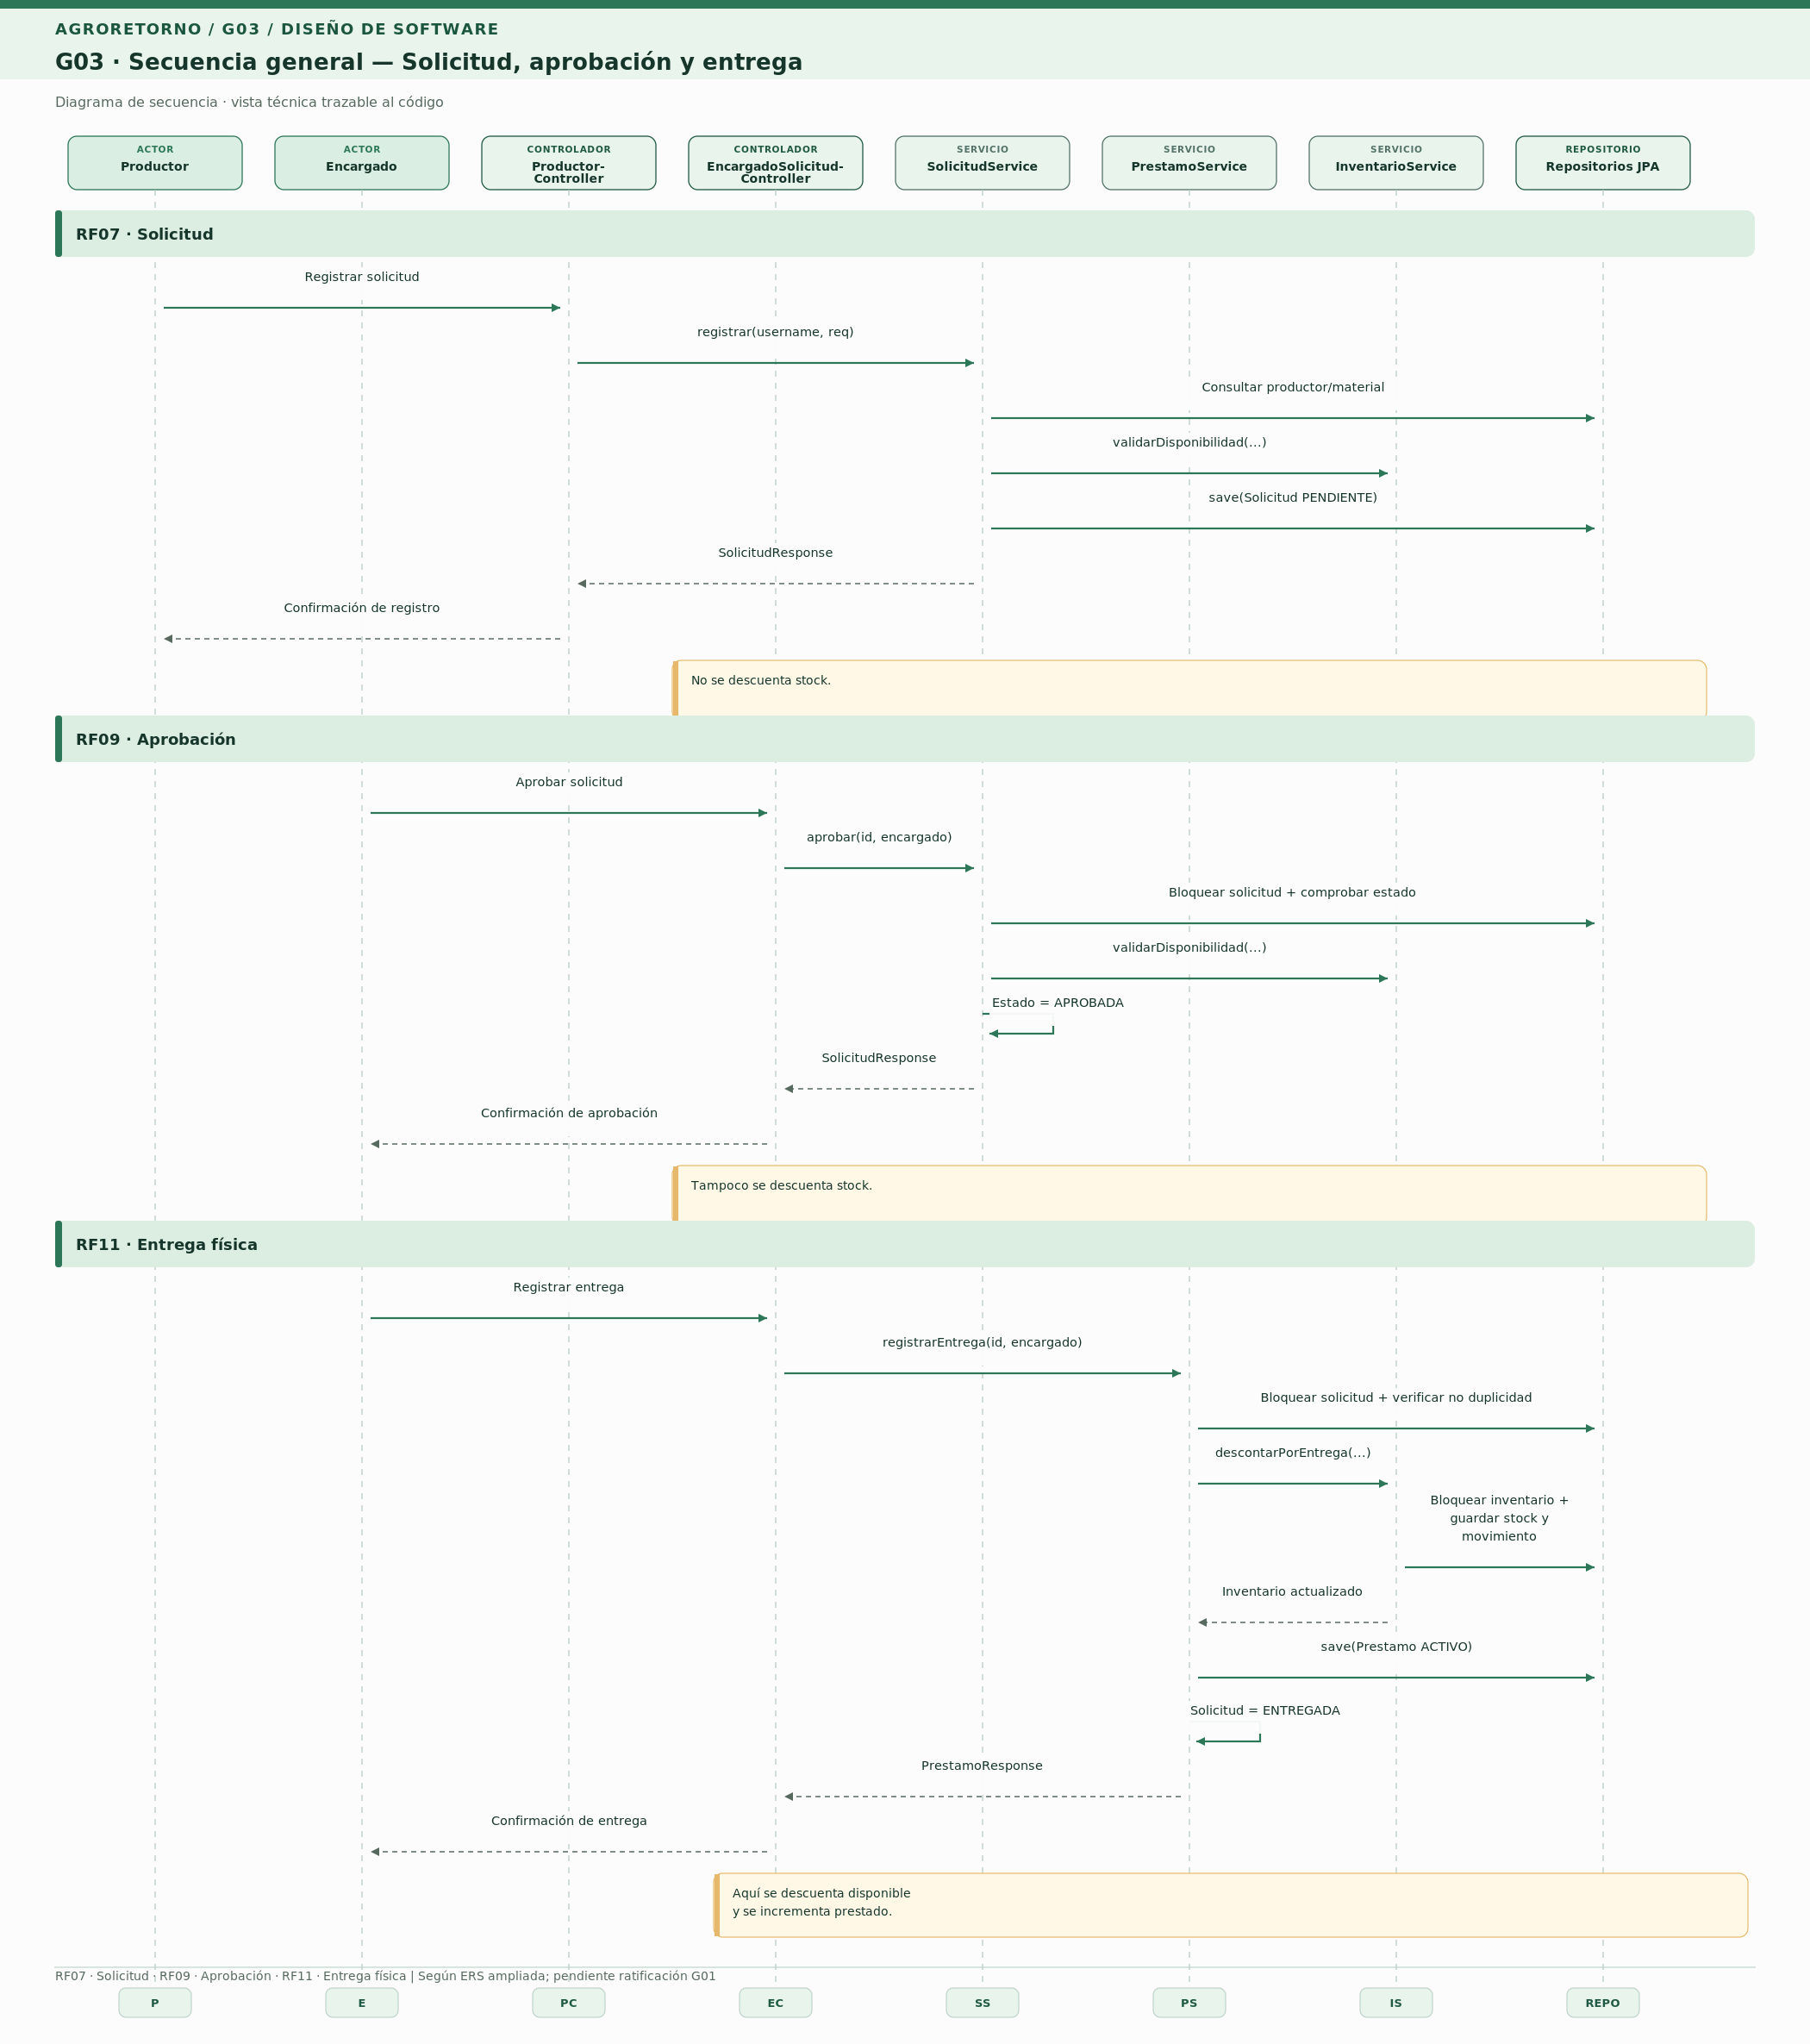 AGRORETORNO / G03 / DISEÑO DE SOFTWARE
G03 · Secuencia general — Solicitud, aprobación y entrega
Diagrama de secuencia · vista técnica trazable al código
ACTOR
Productor
ACTOR
Encargado
CONTROLADOR
Productor-
Controller
CONTROLADOR
EncargadoSolicitud-
Controller
SERVICIO
SolicitudService
SERVICIO
PrestamoService
SERVICIO
InventarioService
REPOSITORIO
Repositorios JPA
RF07 · Solicitud
Registrar solicitud
registrar(username, req)
Consultar productor/material
validarDisponibilidad(...)
save(Solicitud PENDIENTE)
SolicitudResponse
Confirmación de registro
No se descuenta stock.
RF09 · Aprobación
Aprobar solicitud
aprobar(id, encargado)
Bloquear solicitud + comprobar estado
validarDisponibilidad(...)
Estado = APROBADA
SolicitudResponse
Confirmación de aprobación
Tampoco se descuenta stock.
RF11 · Entrega física
Registrar entrega
registrarEntrega(id, encargado)
Bloquear solicitud + verificar no duplicidad
descontarPorEntrega(...)
Bloquear inventario +
guardar stock y
movimiento
Inventario actualizado
save(Prestamo ACTIVO)
Solicitud = ENTREGADA
PrestamoResponse
Confirmación de entrega
Aquí se descuenta disponible
y se incrementa prestado.
RF07 · Solicitud · RF09 · Aprobación · RF11 · Entrega física | Según ERS ampliada; pendiente ratificación G01
P
E
PC
EC
SS
PS
IS
REPO